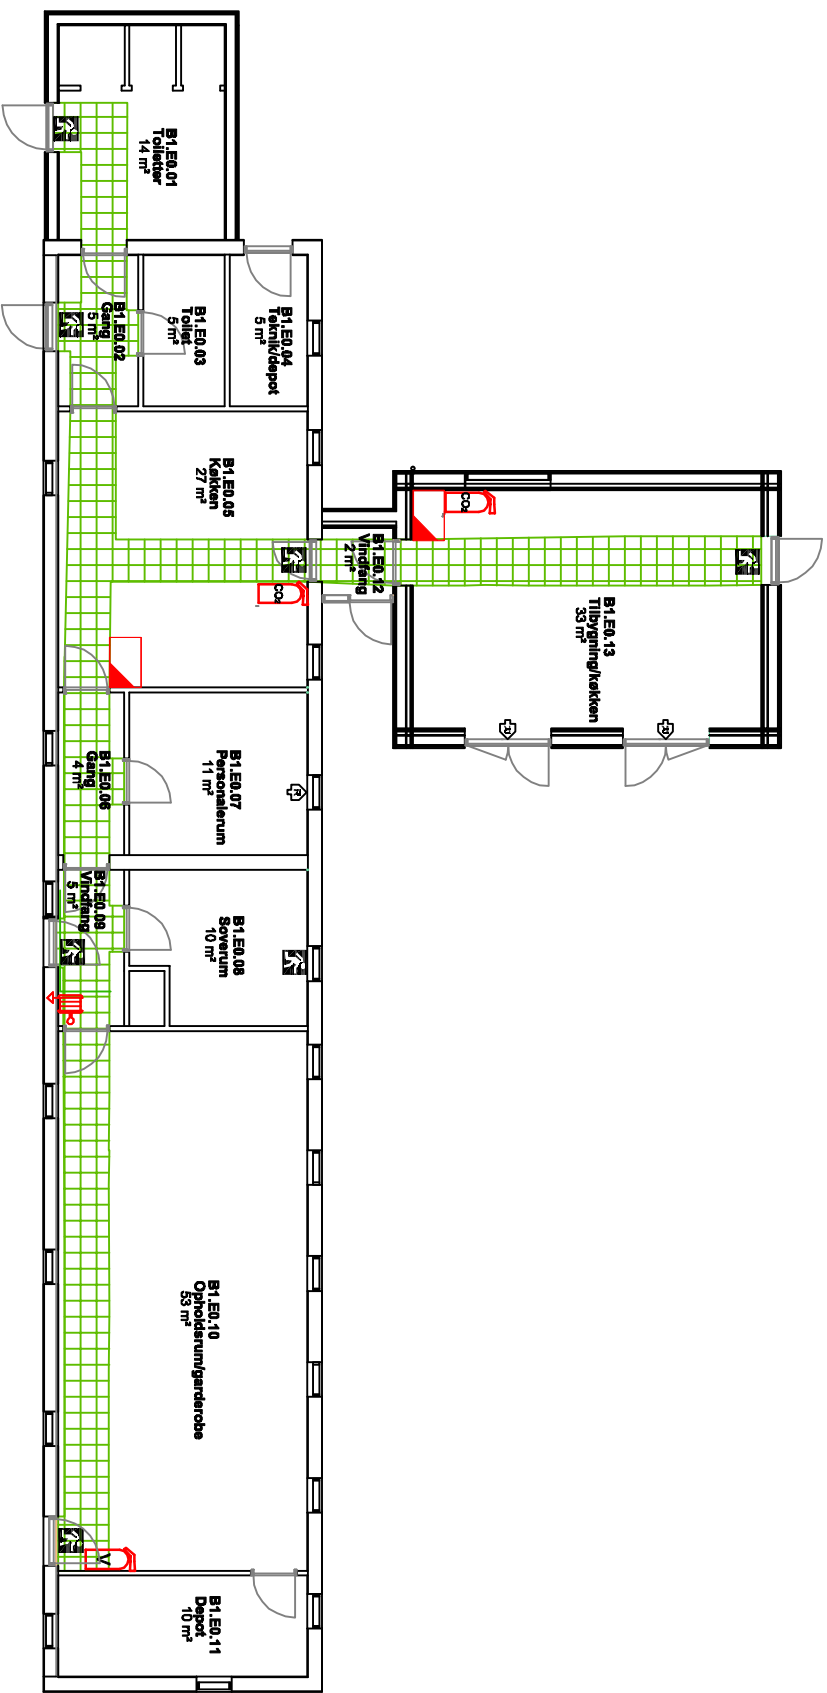 B1.E0.01
Toiletter
14 m²
B1.E0.02
Gang
5 m²
B1.E0.03
Toilet
5 m²
B1.E0.04
Teknik/depot
5 m²
B1.E0.05
Køkken
27 m²
B1.E0.12
Vindfang
2 m²
CO₂
CO₂
B1.E0.13
Tilbygning/køkken
33 m²
B1.E0.06
Gang
4 m²
B1.E0.07
Personalerum
11 m²
B1.E0.09
Vindfang
5 m²
B1.E0.08
Soverum
10 m²
B1.E0.10
Opholdsrum/garderobe
53 m²
V
B1.E0.11
Depot
10 m²